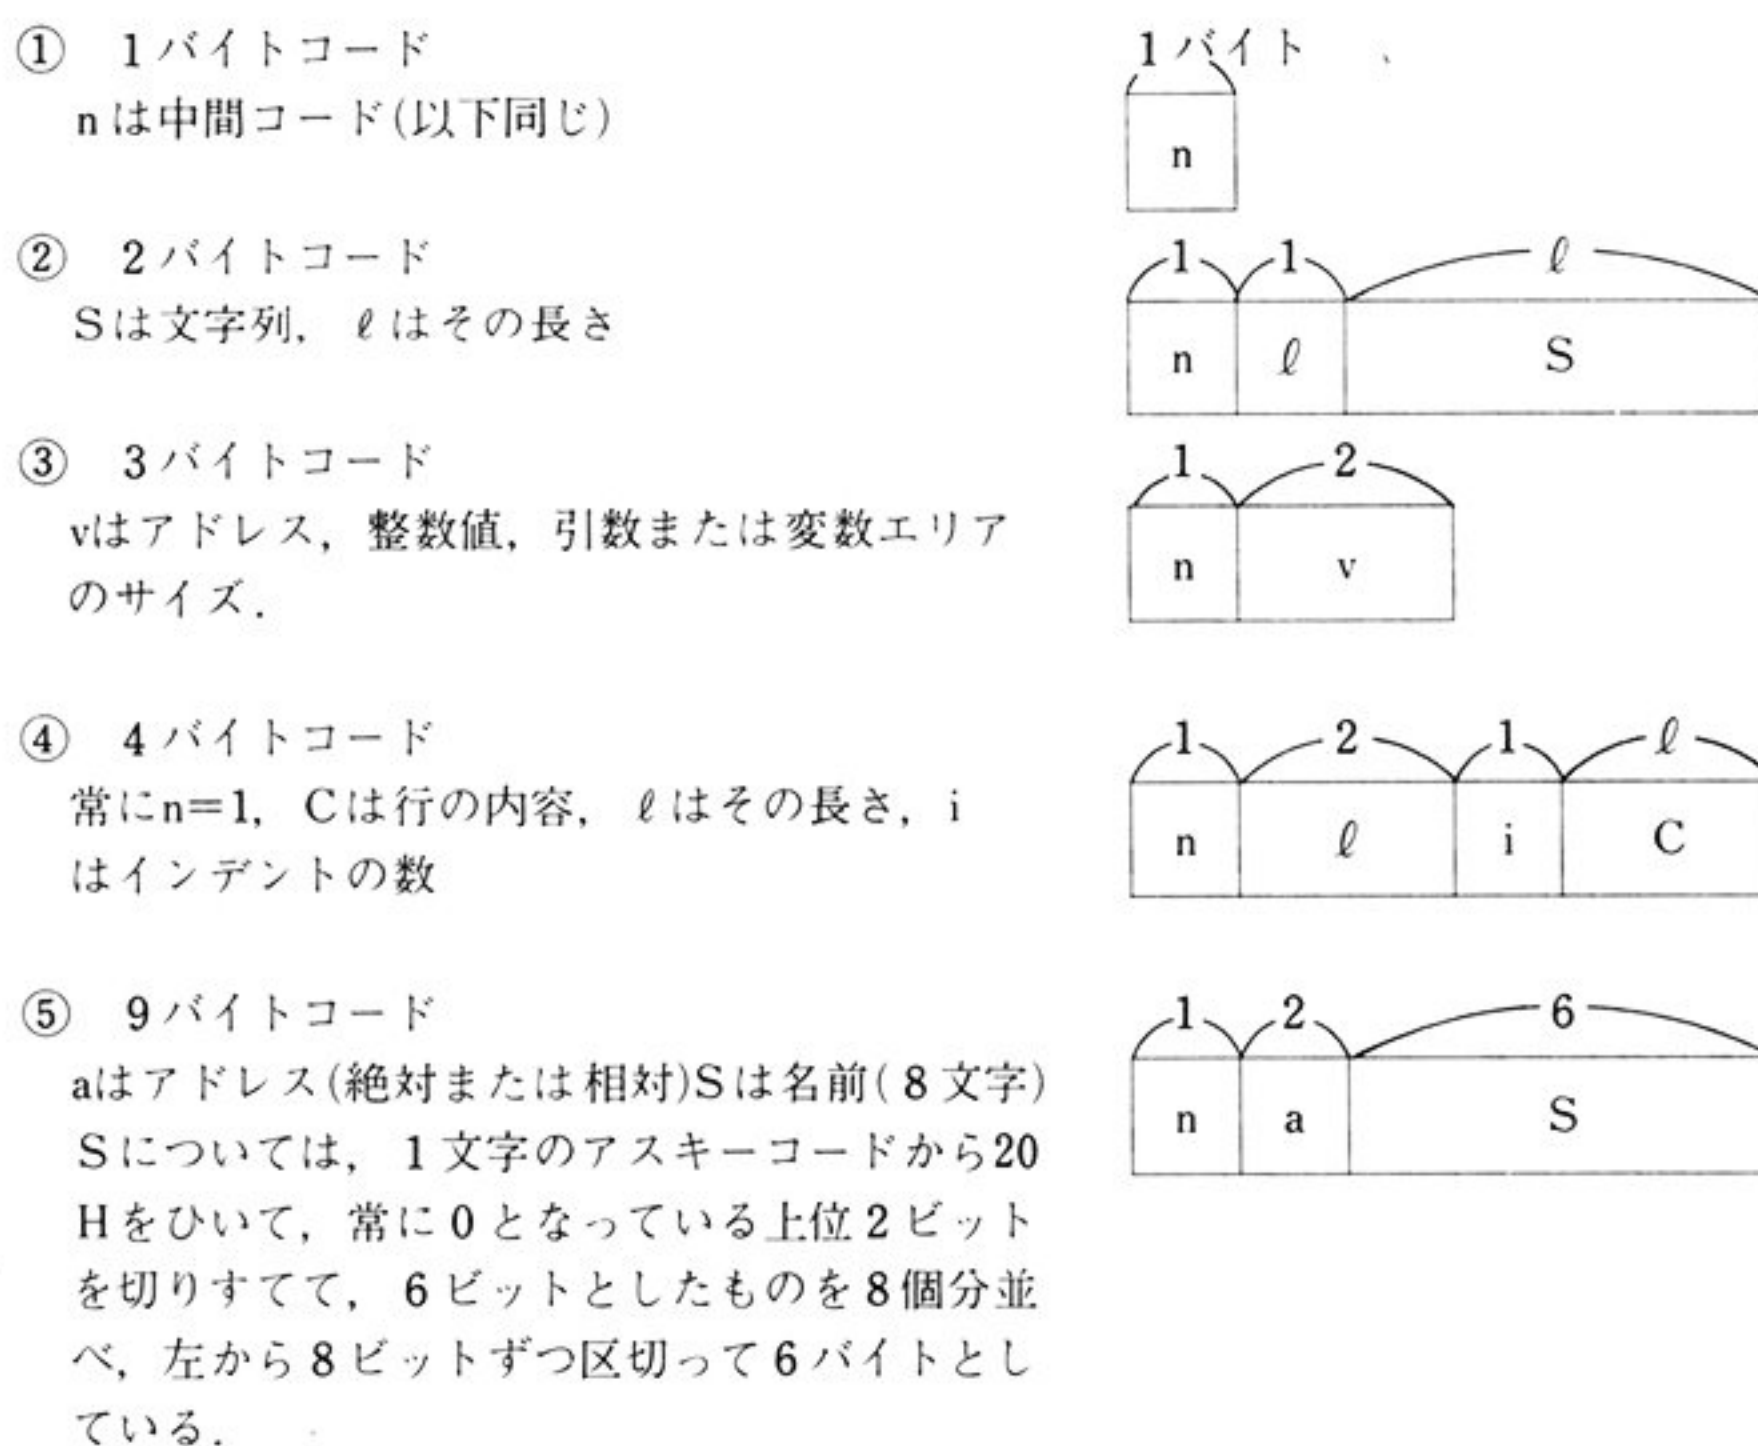 ① 1バイトコード
nは中間コード(以下同じ)
1バイト
n
② 2バイトコード
Sは文字列, ℓはその長さ
1 1 ℓ
n ℓ S
③ 3バイトコード
vはアドレス, 整数値, 引数または変数エリア
のサイズ.
1 2
n v
④ 4バイトコード
常にn=1, Cは行の内容, ℓはその長さ, i
はインデントの数
1 2 1 ℓ
n ℓ i C
⑤ 9バイトコード
aはアドレス(絶対または相対)Sは名前(8文字)
Sについては, 1文字のアスキーコードから20
Hをひいて, 常に0となっている上位2ビット
を切りすてて, 6ビットとしたものを8個分並
べ, 左から8ビットずつ区切って6バイトとし
ている.
1 2 6
n a S